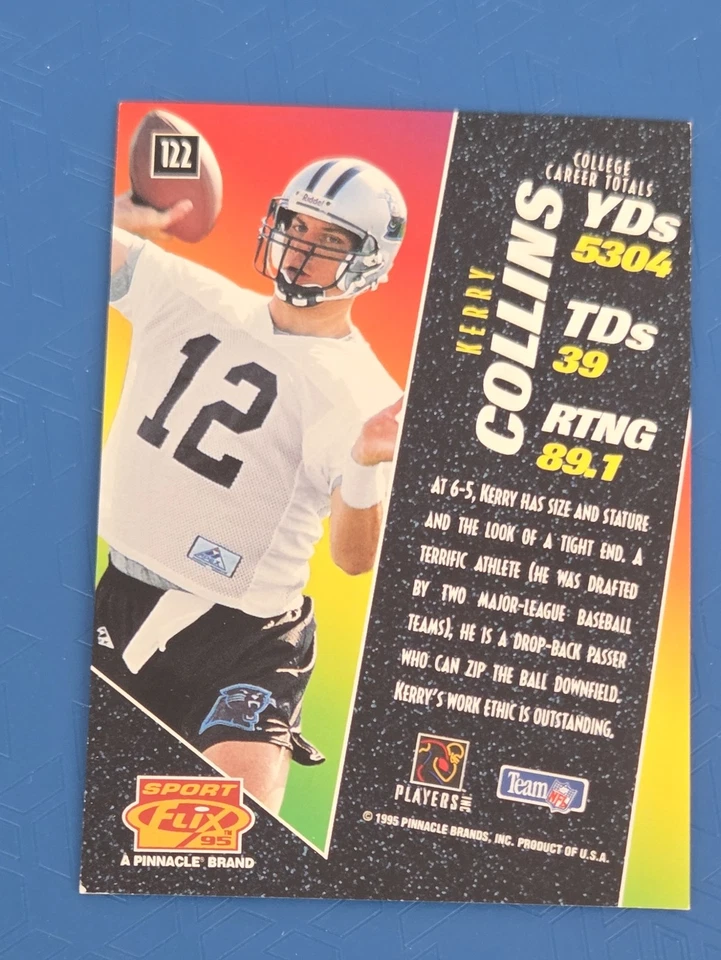 122
Riddell
12
COLLEGE
CAREER TOTALS
YDs
5304
TDs
39
RTNG
89.1
KERRY
COLLINS
AT 6-5, KERRY HAS SIZE AND STATURE
AND THE LOOK OF A TIGHT END. A
TERRIFIC ATHLETE (HE WAS DRAFTED
BY TWO MAJOR-LEAGUE BASEBALL
TEAMS), HE IS A DROP-BACK PASSER
WHO CAN ZIP THE BALL DOWNFIELD.
KERRY'S WORK ETHIC IS OUTSTANDING.
PLAYERS INC
Team NFL
© 1995 PINNACLE BRANDS, INC. PRODUCT OF U.S.A.
SPORT
FLIX TM
95
A PINNACLE® BRAND